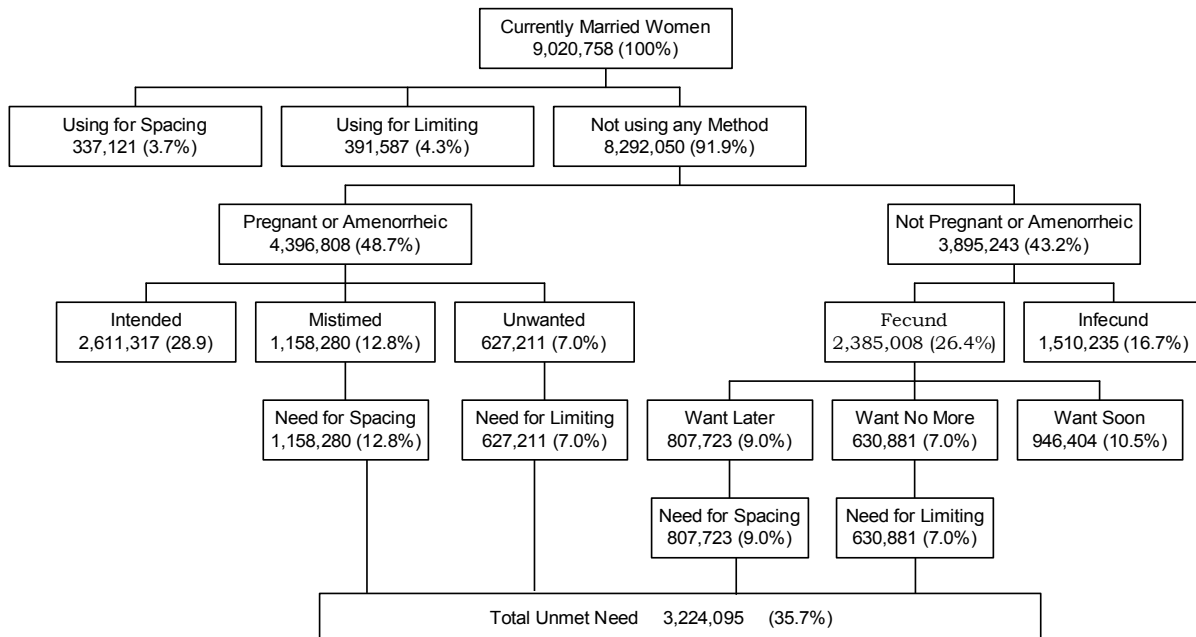 Currently Married Women
9,020,758 (100%)
Using for Spacing
337,121 (3.7%)
Using for Limiting
391,587 (4.3%)
Not using any Method
8,292,050 (91.9%)
Pregnant or Amenorrheic
4,396,808 (48.7%)
Not Pregnant or Amenorrheic
3,895,243 (43.2%)
Intended
2,611,317 (28.9)
Mistimed
1,158,280 (12.8%)
Unwanted
627,211 (7.0%)
Fecund
2,385,008 (26.4%)
Infecund
1,510,235 (16.7%)
Need for Spacing
1,158,280 (12.8%)
Need for Limiting
627,211 (7.0%)
Want Later
807,723 (9.0%)
Want No More
630,881 (7.0%)
Want Soon
946,404 (10.5%)
Need for Spacing
807,723 (9.0%)
Need for Limiting
630,881 (7.0%)
Total Unmet Need 3,224,095 (35.7%)